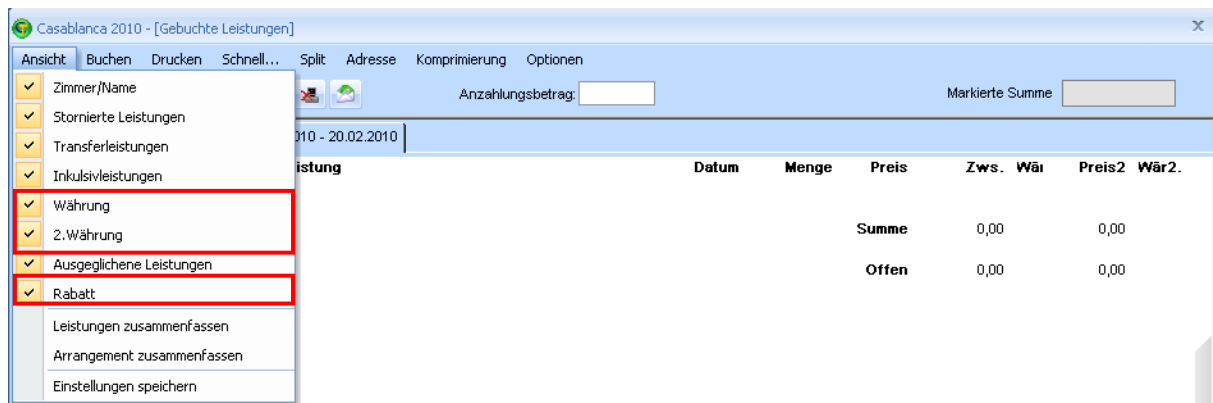 Casablanca 2010 - [Gebuchte Leistungen]
Ansicht Buchen Drucken Schnell... Split Adresse Komprimierung Optionen
Zimmer/Name
Anzahlungsbetrag:
Markierte Summe
Stornierte Leistungen
Transferleistungen
010 - 20.02.2010
Inkulsivleistungen
istung Datum Menge Preis Zws. Wäi Preis2 Wär2.
Währung
2.Währung
Summe 0,00 0,00
Ausgeglichene Leistungen
Offen 0,00 0,00
Rabatt
Leistungen zusammenfassen
Arrangement zusammenfassen
Einstellungen speichern